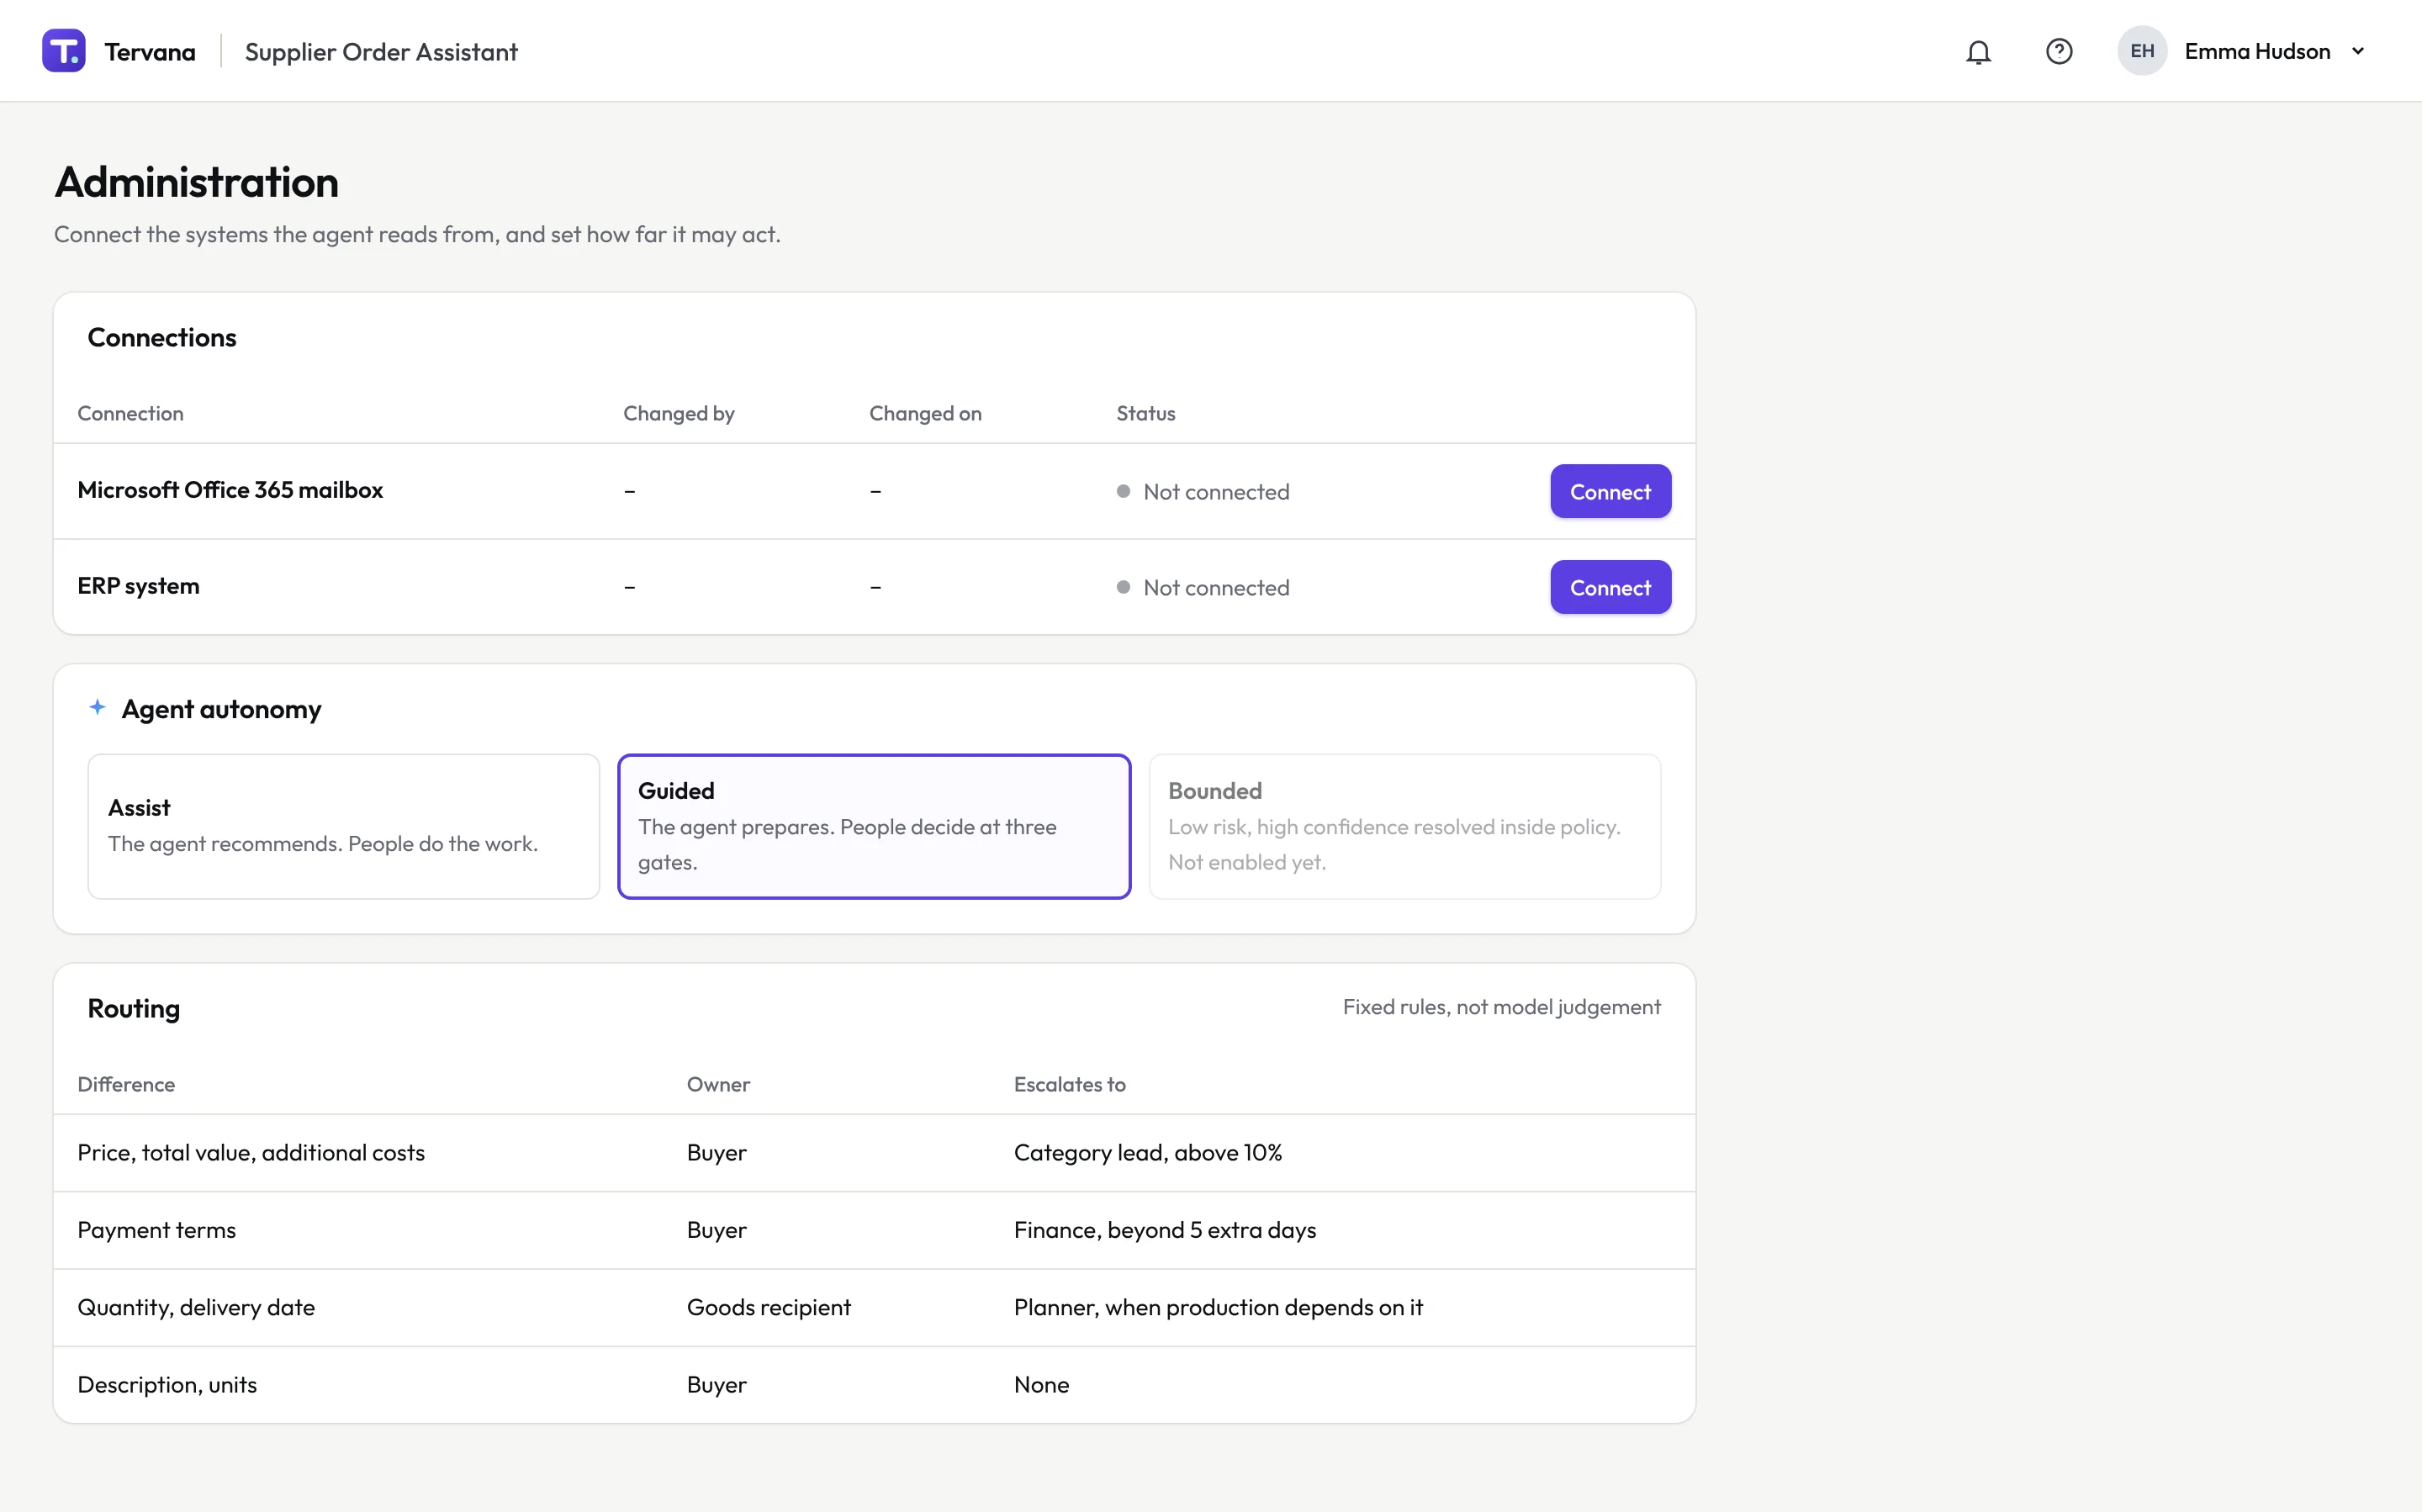 T.
Tervana
Supplier Order Assistant
EH
Emma Hudson
Administration
Connect the systems the agent reads from, and set how far it may act.
Connections
Connection Changed by Changed on Status
Microsoft Office 365 mailbox – – Not connected Connect
ERP system – – Not connected Connect
Agent autonomy
Assist
The agent recommends. People do the work.
Guided
The agent prepares. People decide at three
gates.
Bounded
Low risk, high confidence resolved inside policy.
Not enabled yet.
Routing
Fixed rules, not model judgement
Difference Owner Escalates to
Price, total value, additional costs Buyer Category lead, above 10%
Payment terms Buyer Finance, beyond 5 extra days
Quantity, delivery date Goods recipient Planner, when production depends on it
Description, units Buyer None